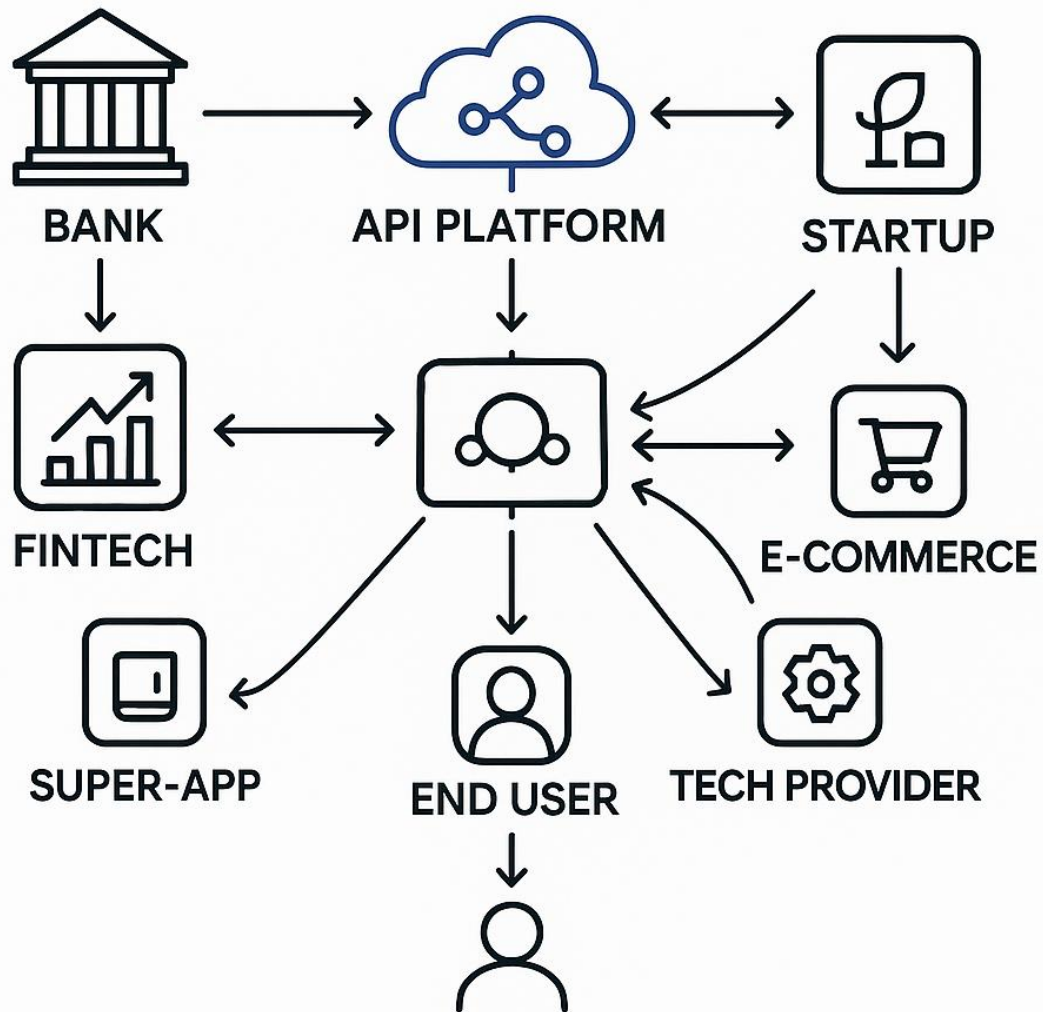 BANK
API PLATFORM
STARTUP
FINTECH
E-COMMERCE
SUPER-APP
END USER
TECH PROVIDER